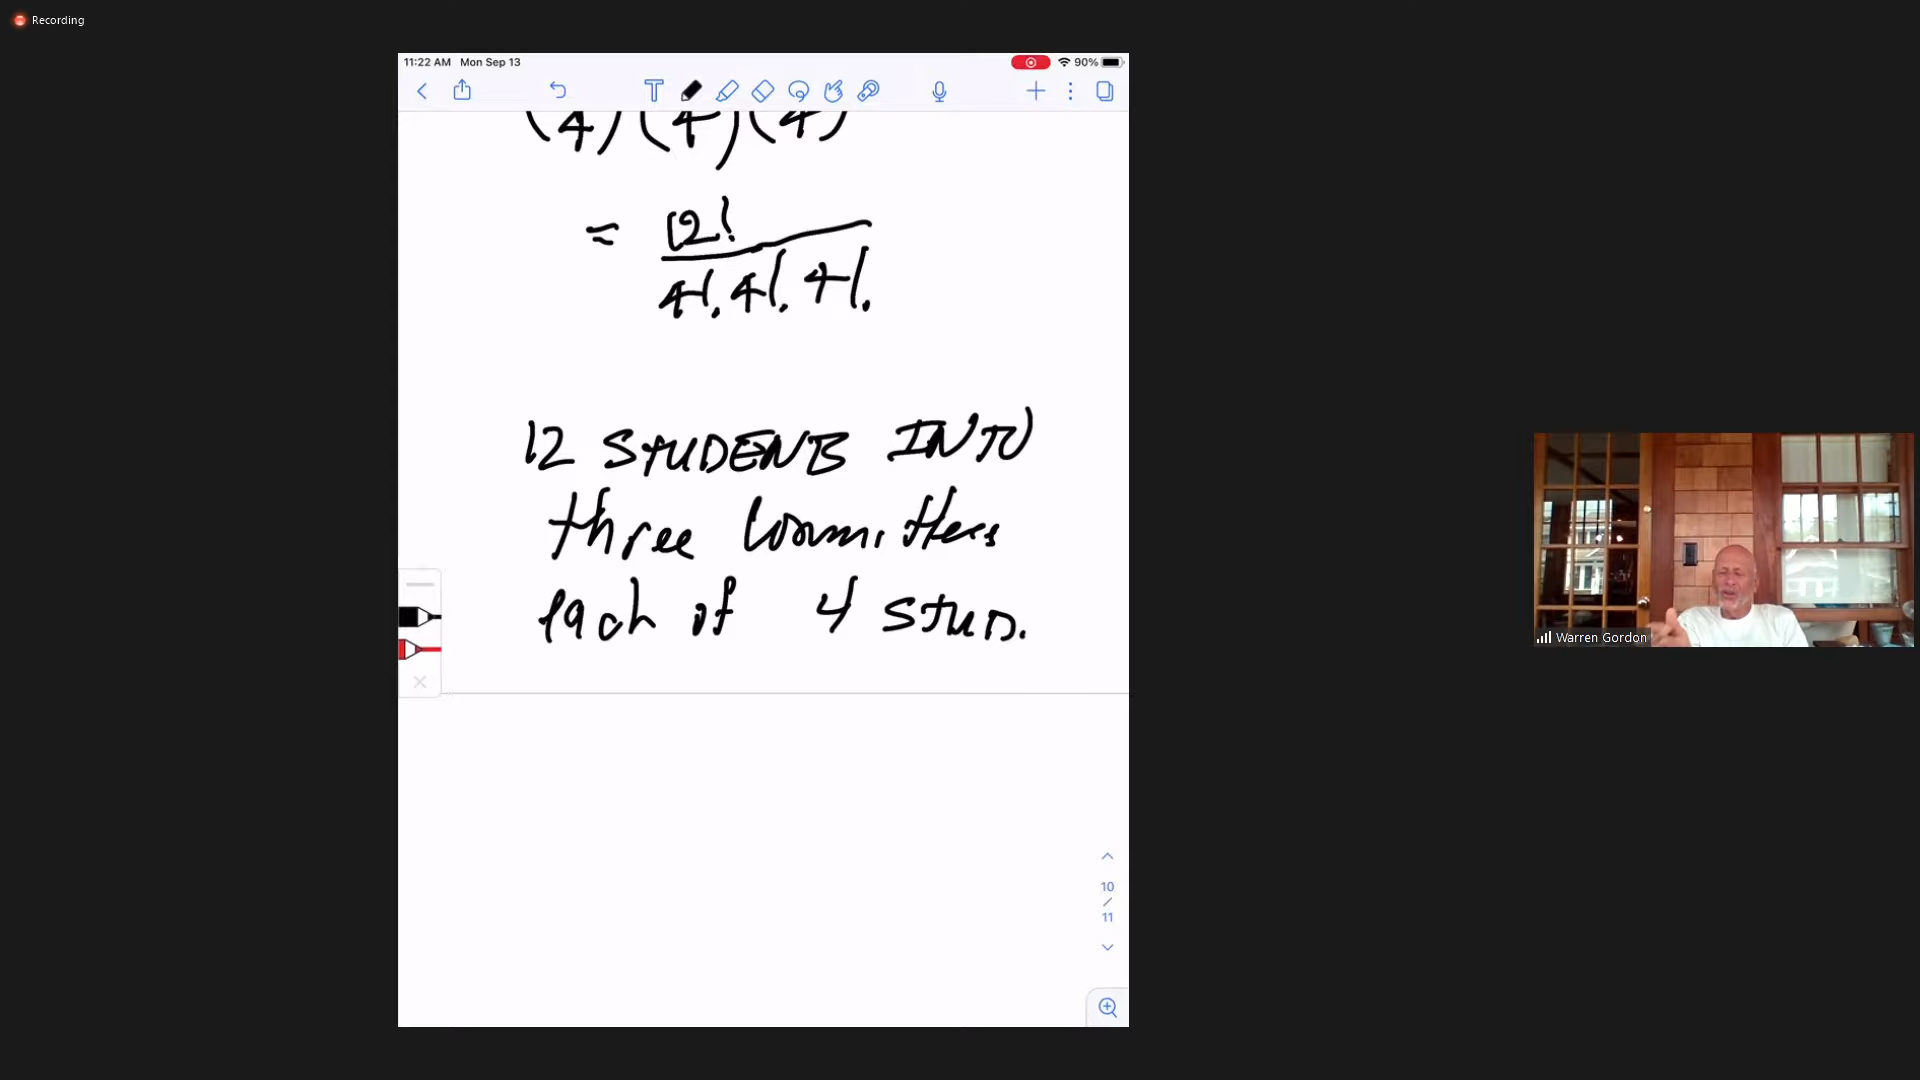 Recording
11:22 AM Mon Sep 13
90%
(4)(4)(4)
= 12!
4! 4! 4!
12 STUDENTS INTO
three Committees
each of 4 STUD.
Warren Gordon
10
/
11